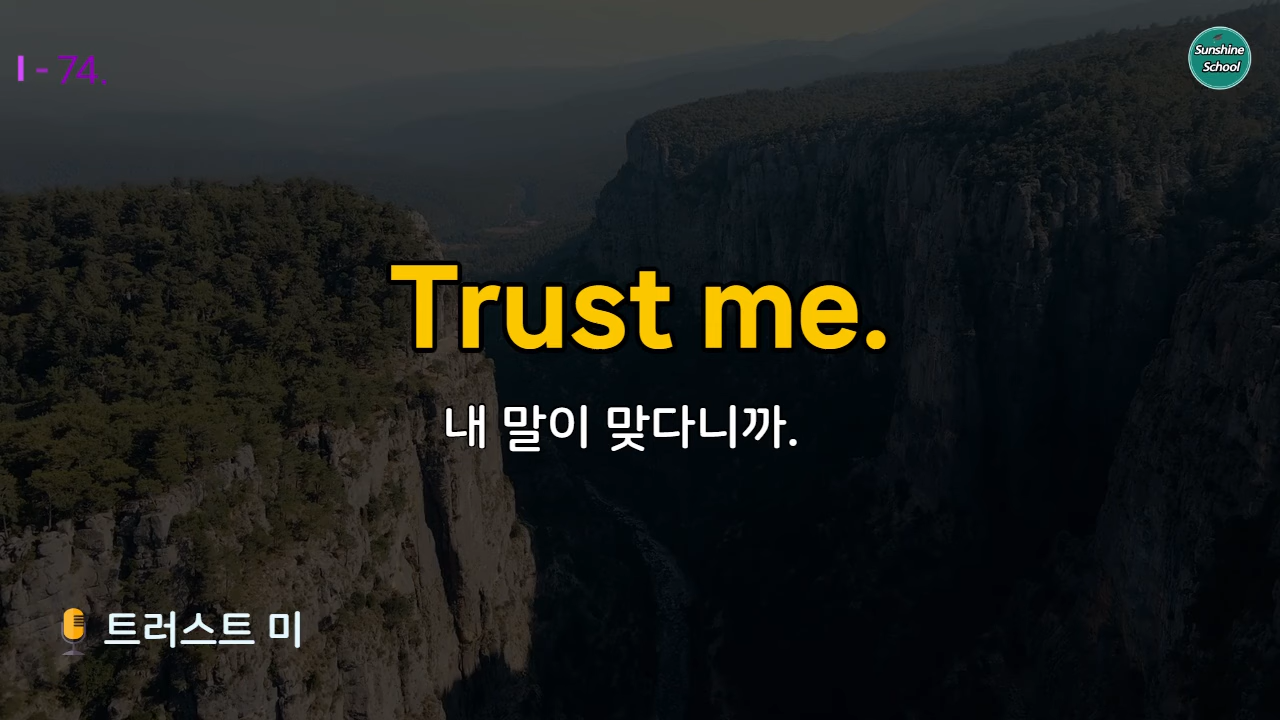 I - 74.
Sunshine
School
Trust me.
내 말이 맞다니까.
트러스트 미